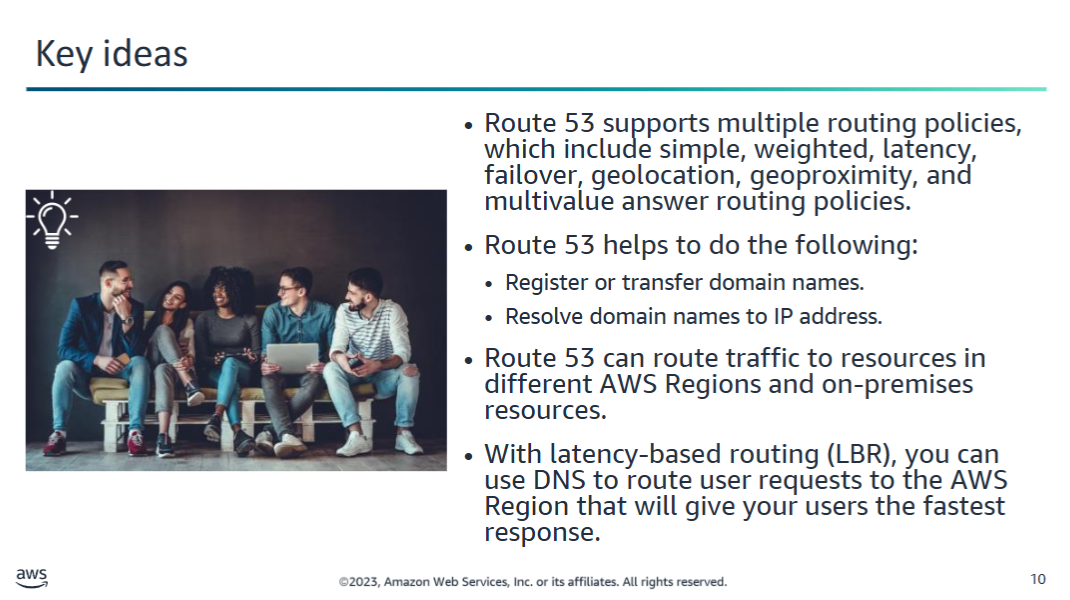 Key ideas
• Route 53 supports multiple routing policies,
which include simple, weighted, latency,
failover, geolocation, geoproximity, and
multivalue answer routing policies.
• Route 53 helps to do the following:
• Register or transfer domain names.
• Resolve domain names to IP address.
• Route 53 can route traffic to resources in
different AWS Regions and on-premises
resources.
• With latency-based routing (LBR), you can
use DNS to route user requests to the AWS
Region that will give your users the fastest
response.
aws
©2023, Amazon Web Services, Inc. or its affiliates. All rights reserved.
10